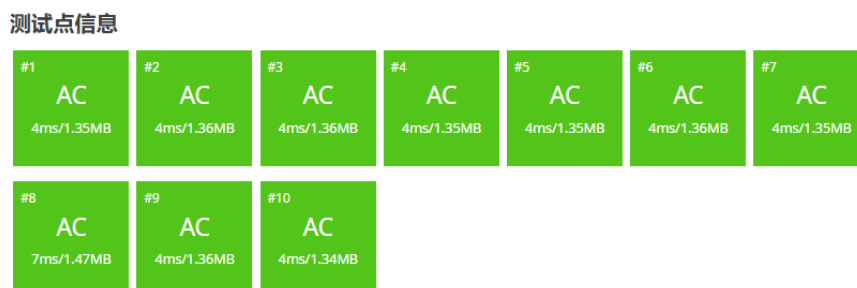 测试点信息
#1 #2 #3 #4 #5 #6 #7
AC AC AC AC AC AC AC
4ms/1.35MB 4ms/1.36MB 4ms/1.36MB 4ms/1.35MB 4ms/1.35MB 4ms/1.36MB 4ms/1.35MB
#8 #9 #10
AC AC AC
7ms/1.47MB 4ms/1.36MB 4ms/1.34MB